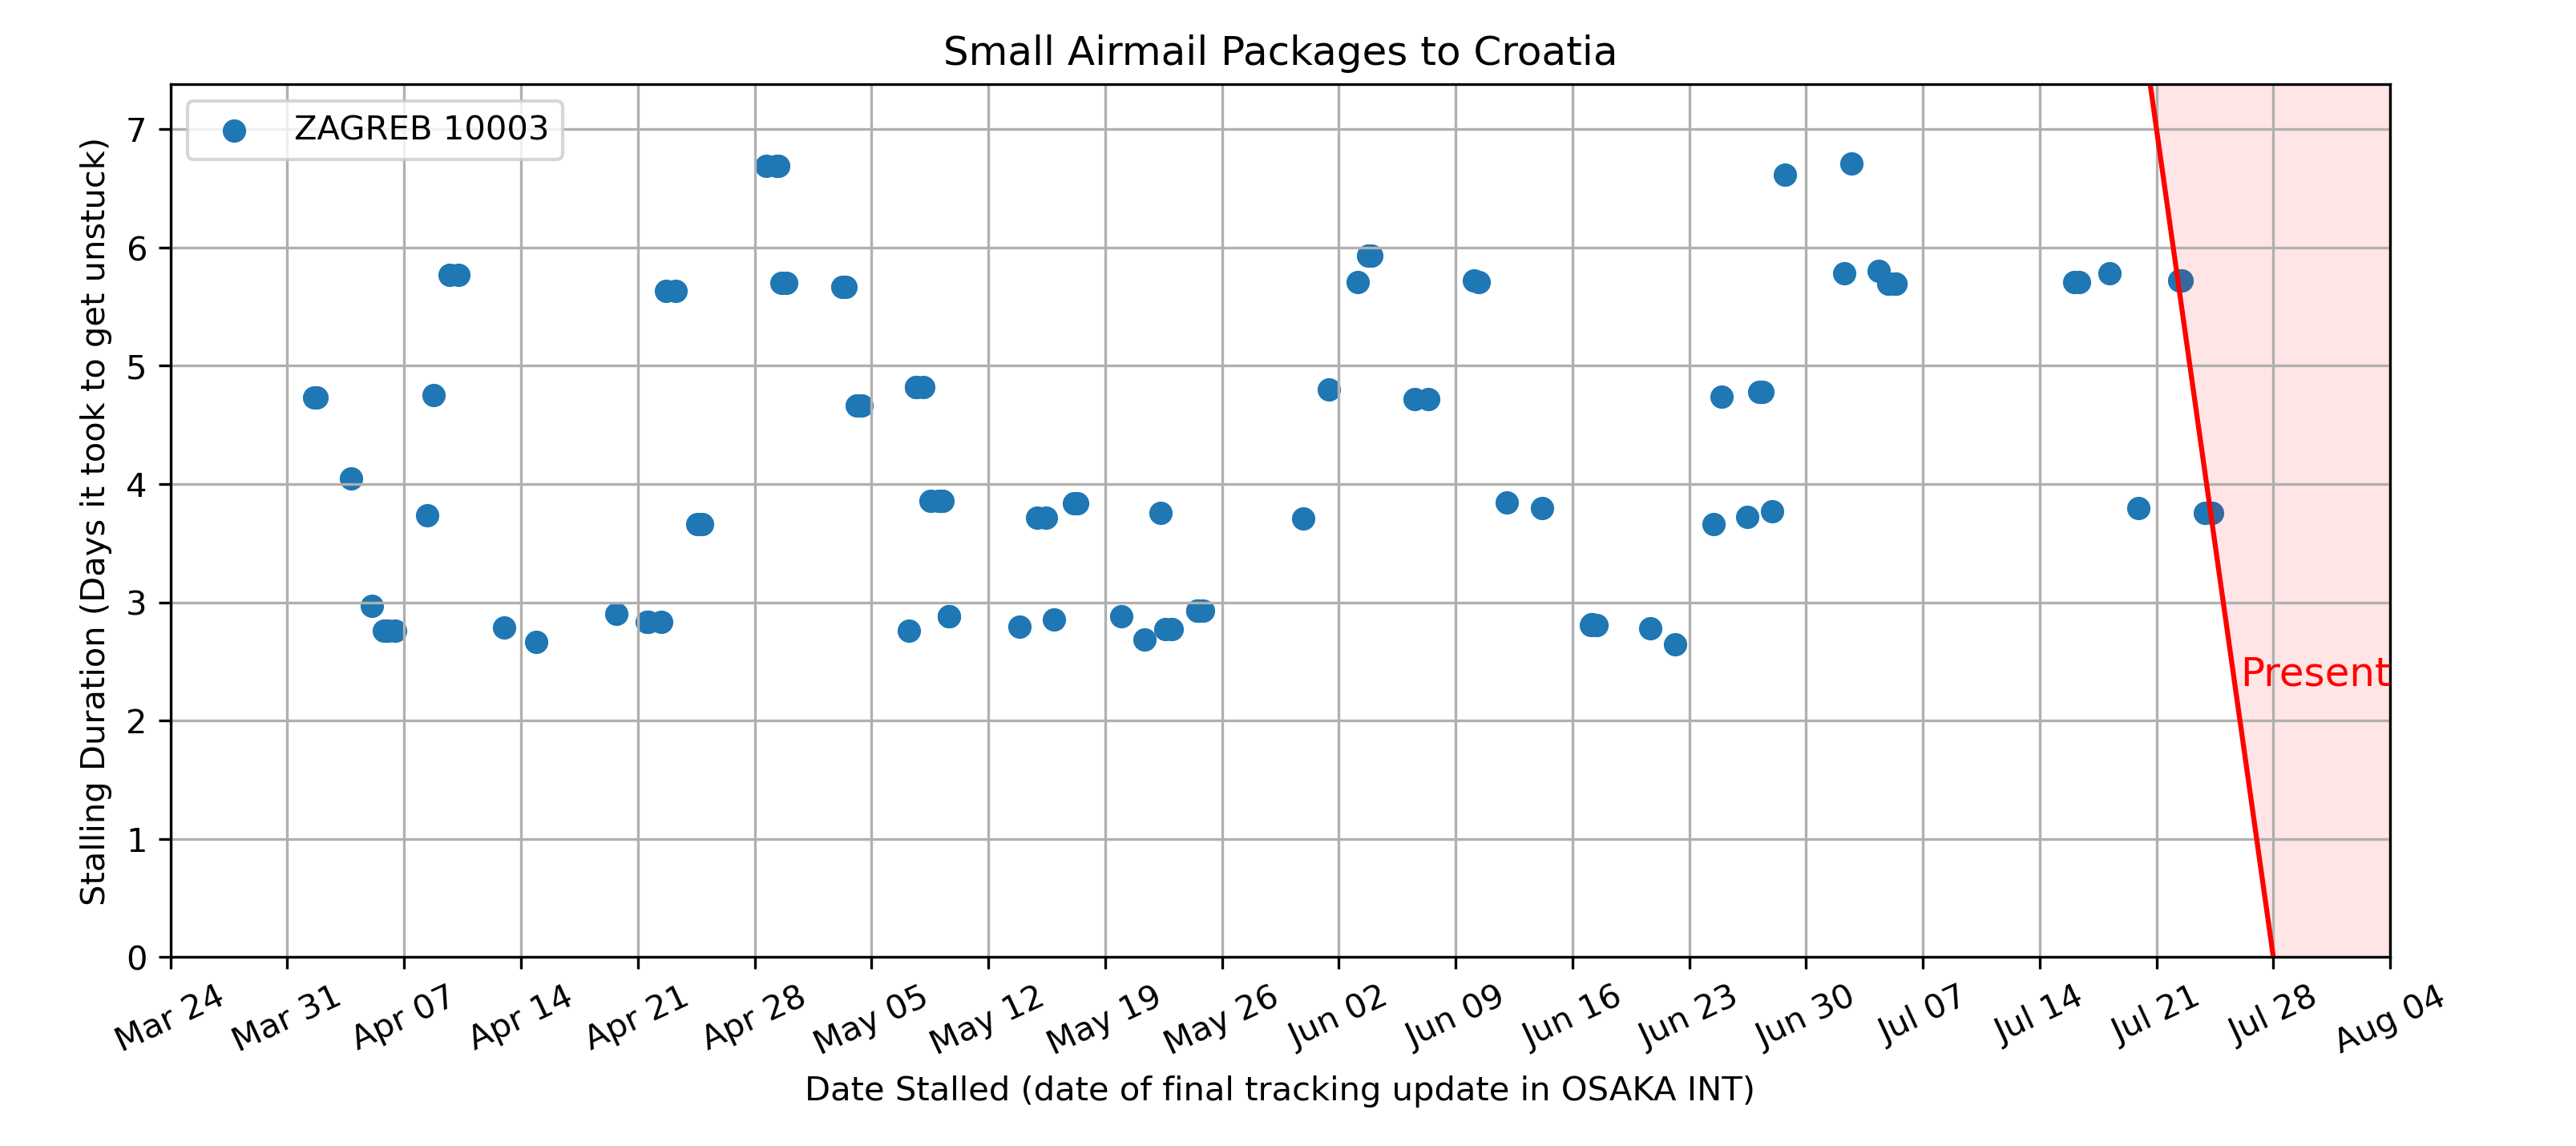 Small Airmail Packages to Croatia
ZAGREB 10003
Stalling Duration (Days it took to get unstuck)
7
6
5
4
3
2
1
0
Present
Mar 24 Mar 31 Apr 07 Apr 14 Apr 21 Apr 28 May 05 May 12 May 19 May 26 Jun 02 Jun 09 Jun 16 Jun 23 Jun 30 Jul 07 Jul 14 Jul 21 Jul 28 Aug 04
Date Stalled (date of final tracking update in OSAKA INT)